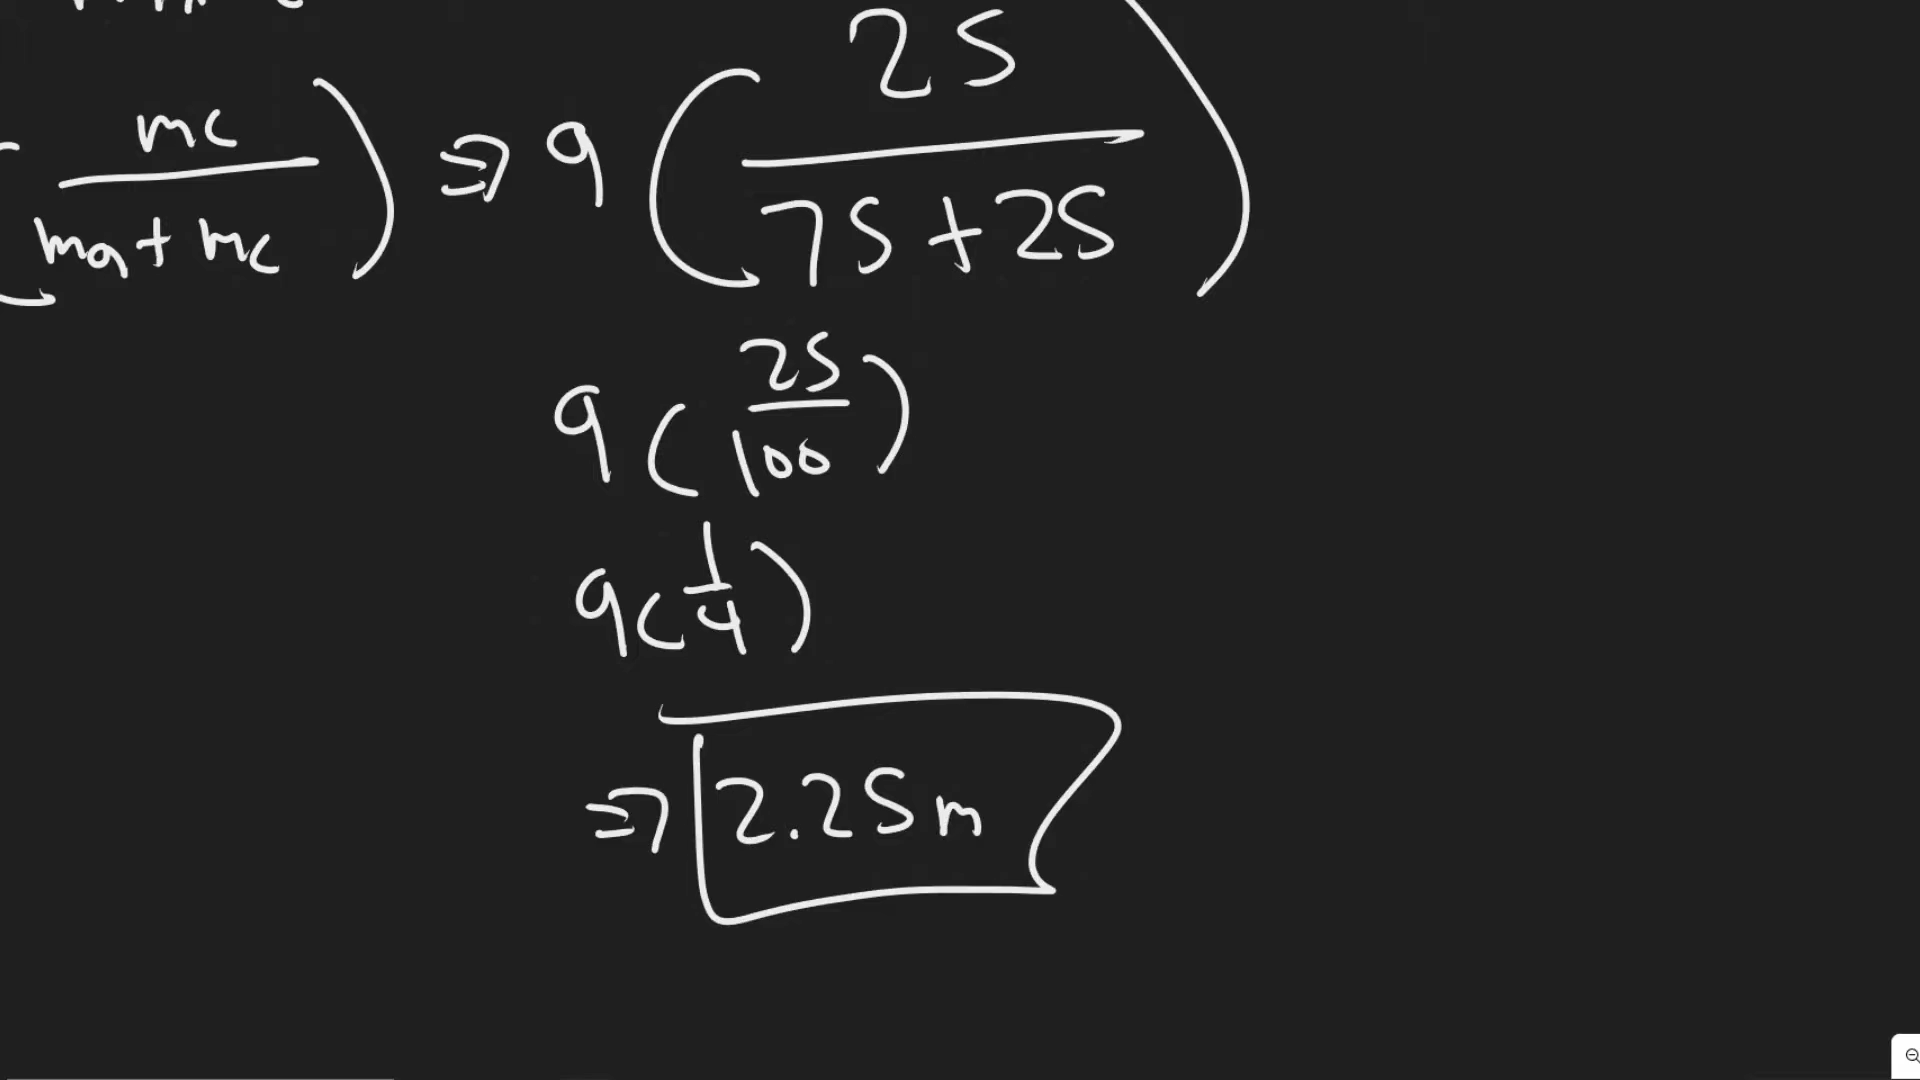 ( mc / ma + mc ) ⇒ 9 ( 25 / 75 + 25 )
9 ( 25 / 100 )
9 ( 1 / 4 )
⇒ 2.25 m